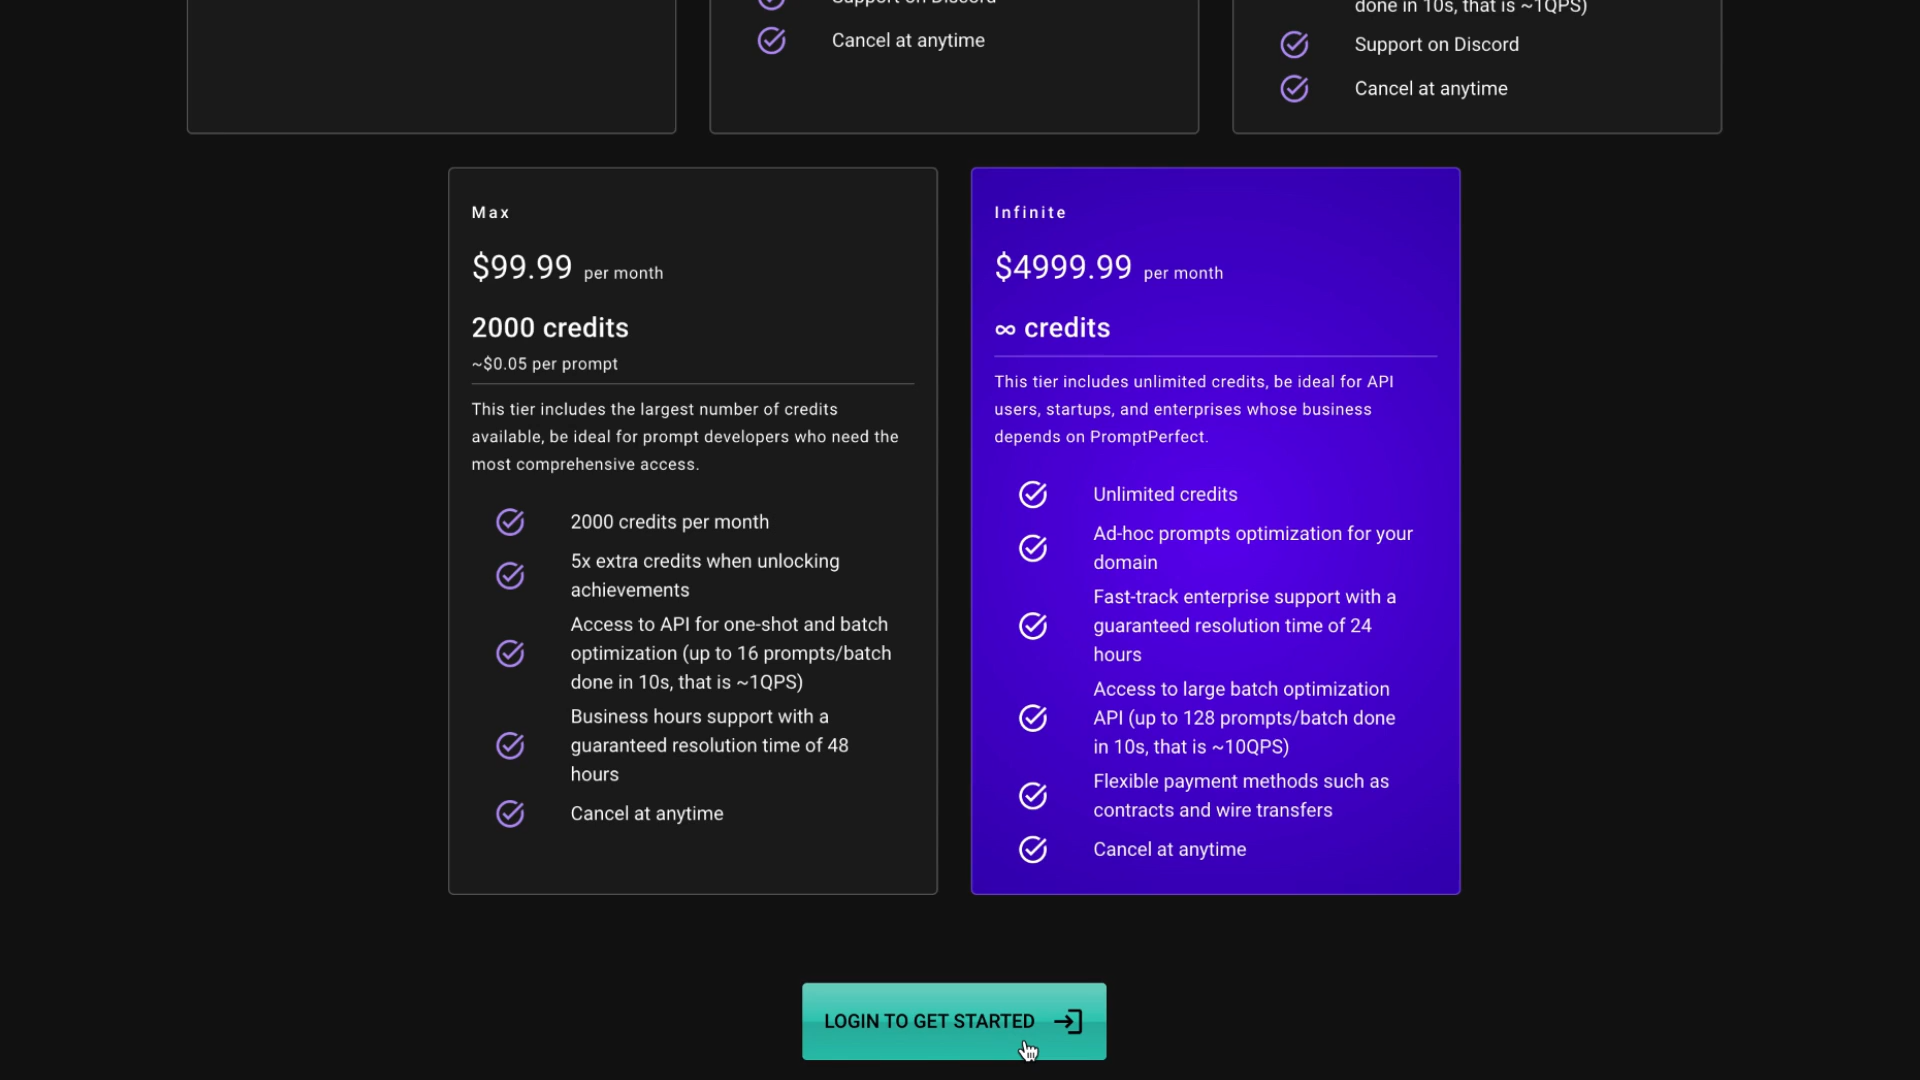 Support on Discord
Cancel at anytime
done in 10s, that is ~1QPS)
Support on Discord
Cancel at anytime
Max
$99.99 per month
2000 credits
~$0.05 per prompt
This tier includes the largest number of credits
available, be ideal for prompt developers who need the
most comprehensive access.
2000 credits per month
5x extra credits when unlocking
achievements
Access to API for one-shot and batch
optimization (up to 16 prompts/batch
done in 10s, that is ~1QPS)
Business hours support with a
guaranteed resolution time of 48
hours
Cancel at anytime
Infinite
$4999.99 per month
∞ credits
This tier includes unlimited credits, be ideal for API
users, startups, and enterprises whose business
depends on PromptPerfect.
Unlimited credits
Ad-hoc prompts optimization for your
domain
Fast-track enterprise support with a
guaranteed resolution time of 24
hours
Access to large batch optimization
API (up to 128 prompts/batch done
in 10s, that is ~10QPS)
Flexible payment methods such as
contracts and wire transfers
Cancel at anytime
LOGIN TO GET STARTED